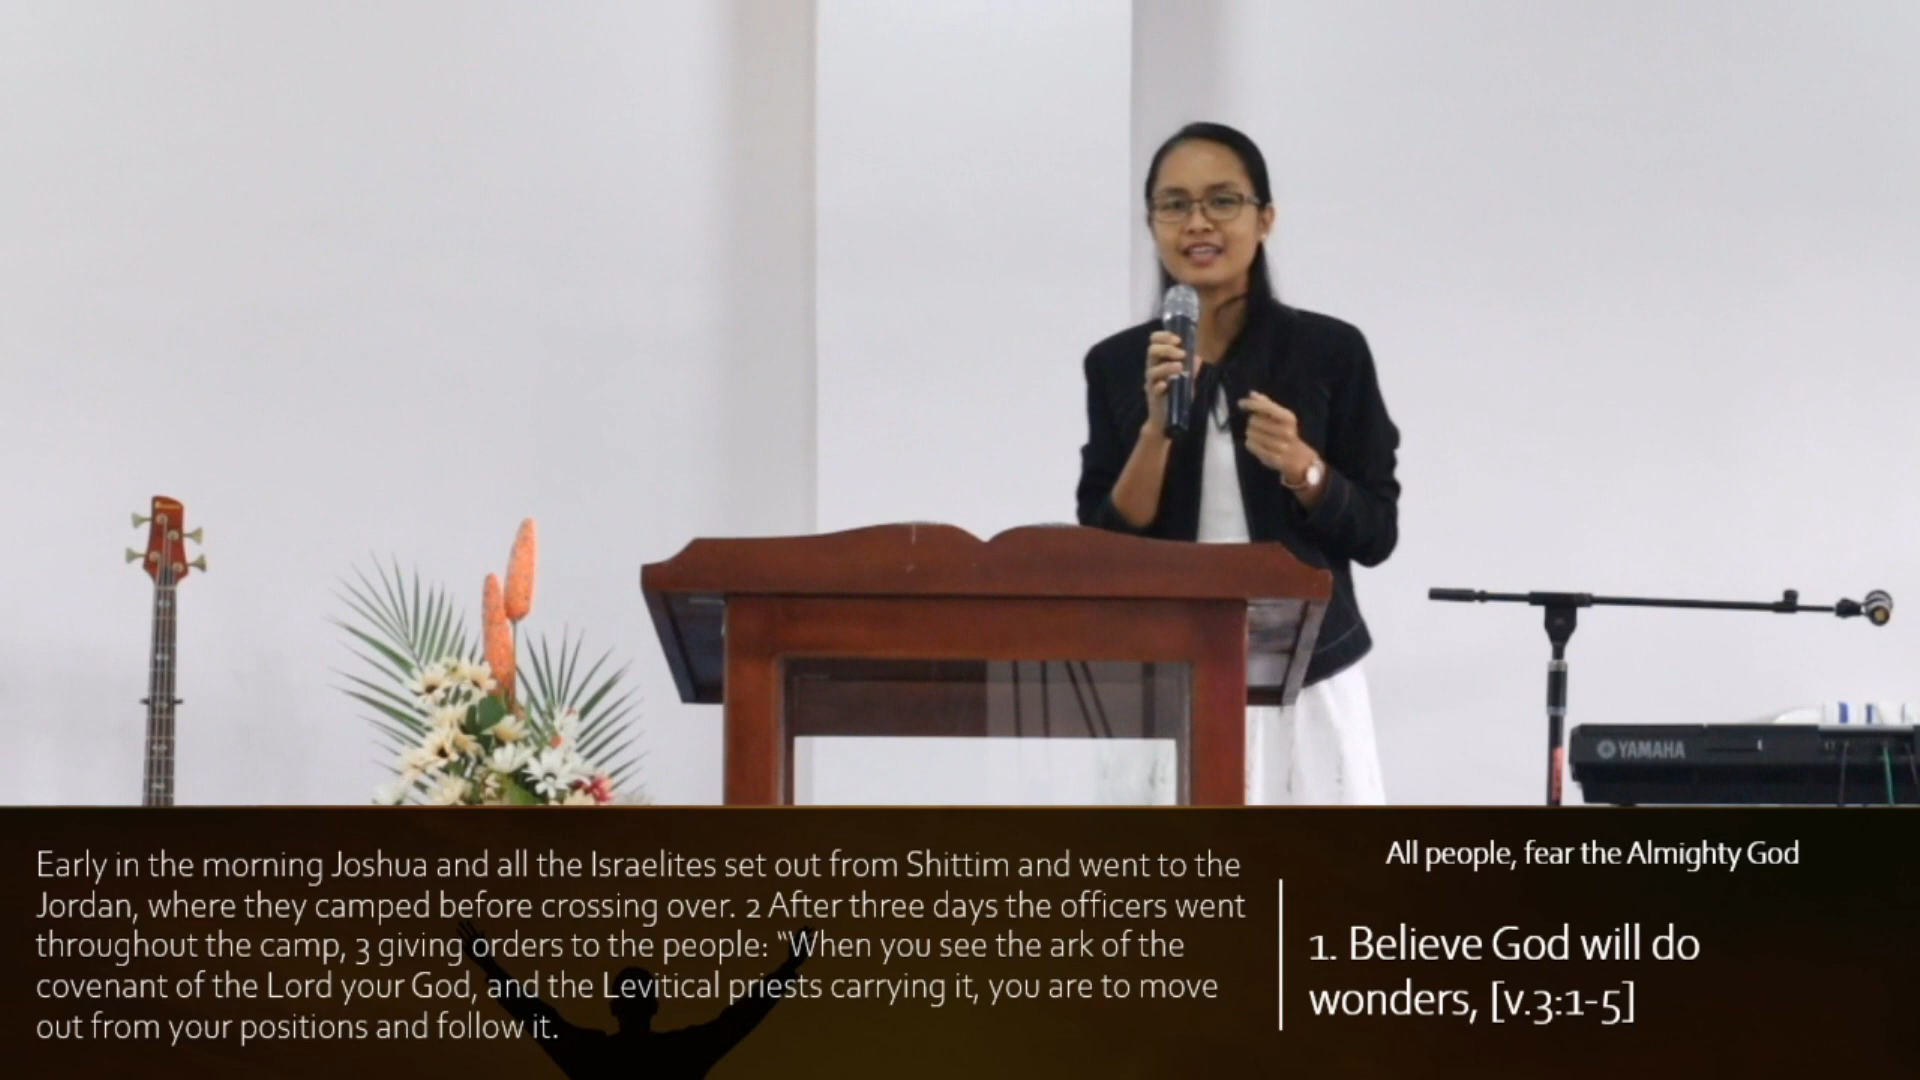 YAMAHA
Early in the morning Joshua and all the Israelites set out from Shittim and went to the
Jordan, where they camped before crossing over. 2 After three days the officers went
throughout the camp, 3 giving orders to the people: “When you see the ark of the
covenant of the Lord your God, and the Levitical priests carrying it, you are to move
out from your positions and follow it.
All people, fear the Almighty God
1. Believe God will do
wonders, [v.3:1-5]